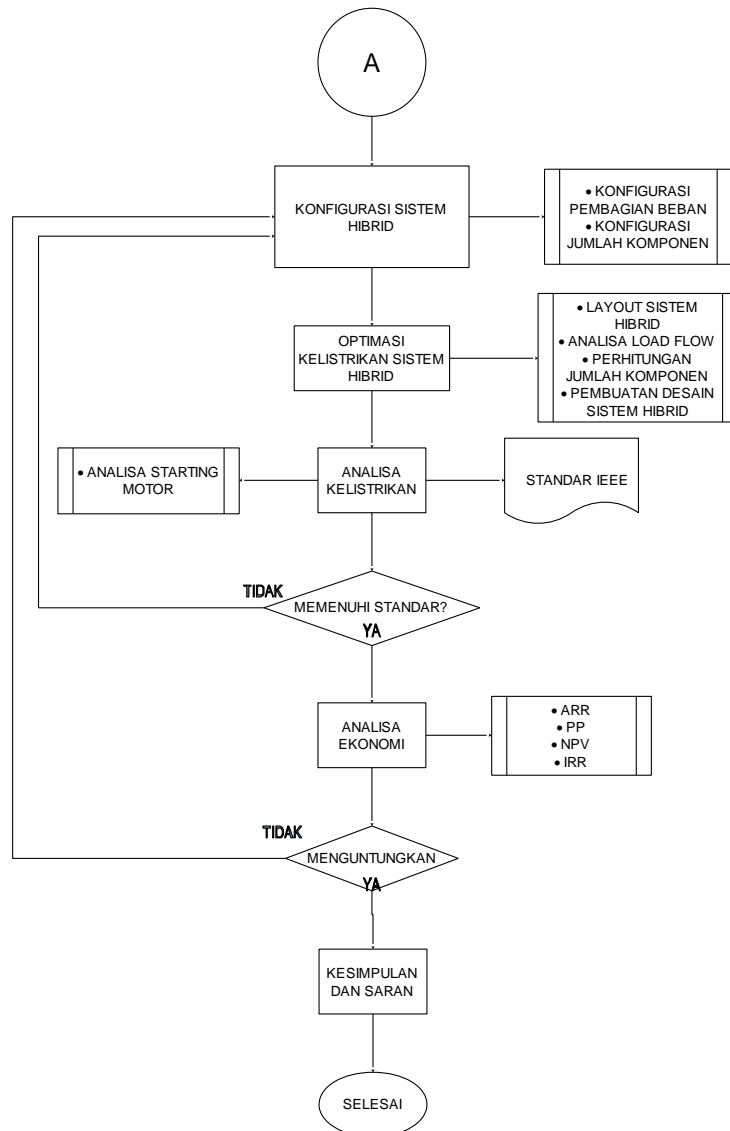 A
KONFIGURASI SISTEM
HIBRID
• KONFIGURASI
PEMBAGIAN BEBAN
• KONFIGURASI
JUMLAH KOMPONEN
OPTIMASI
KELISTRIKAN SISTEM
HIBRID
• LAYOUT SISTEM
HIBRID
• ANALISA LOAD FLOW
• PERHITUNGAN
JUMLAH KOMPONEN
• PEMBUATAN DESAIN
SISTEM HIBRID
• ANALISA STARTING
MOTOR
ANALISA
KELISTRIKAN
STANDAR IEEE
TIDAK
MEMENUHI STANDAR?
YA
ANALISA
EKONOMI
• ARR
• PP
• NPV
• IRR
TIDAK
MENGUNTUNGKAN
YA
KESIMPULAN
DAN SARAN
SELESAI